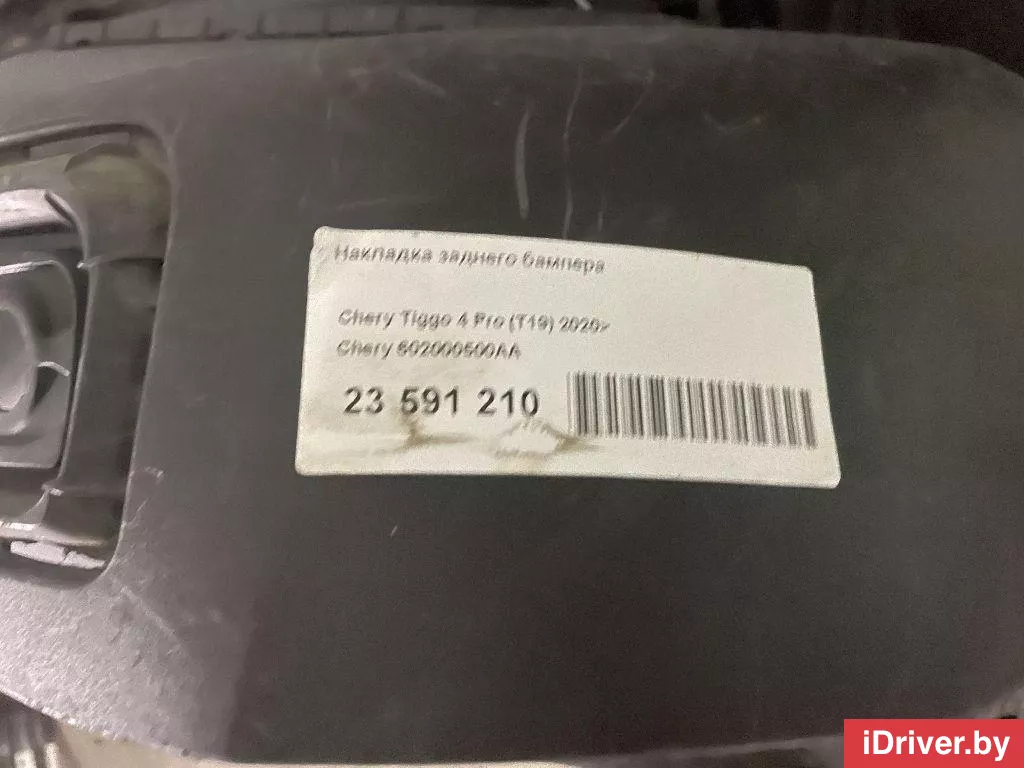 Накладка заднего бампера
Chery Tiggo 4 Pro (T19) 2020>
Chery 602000500AA
23 591 210
iDriver.by